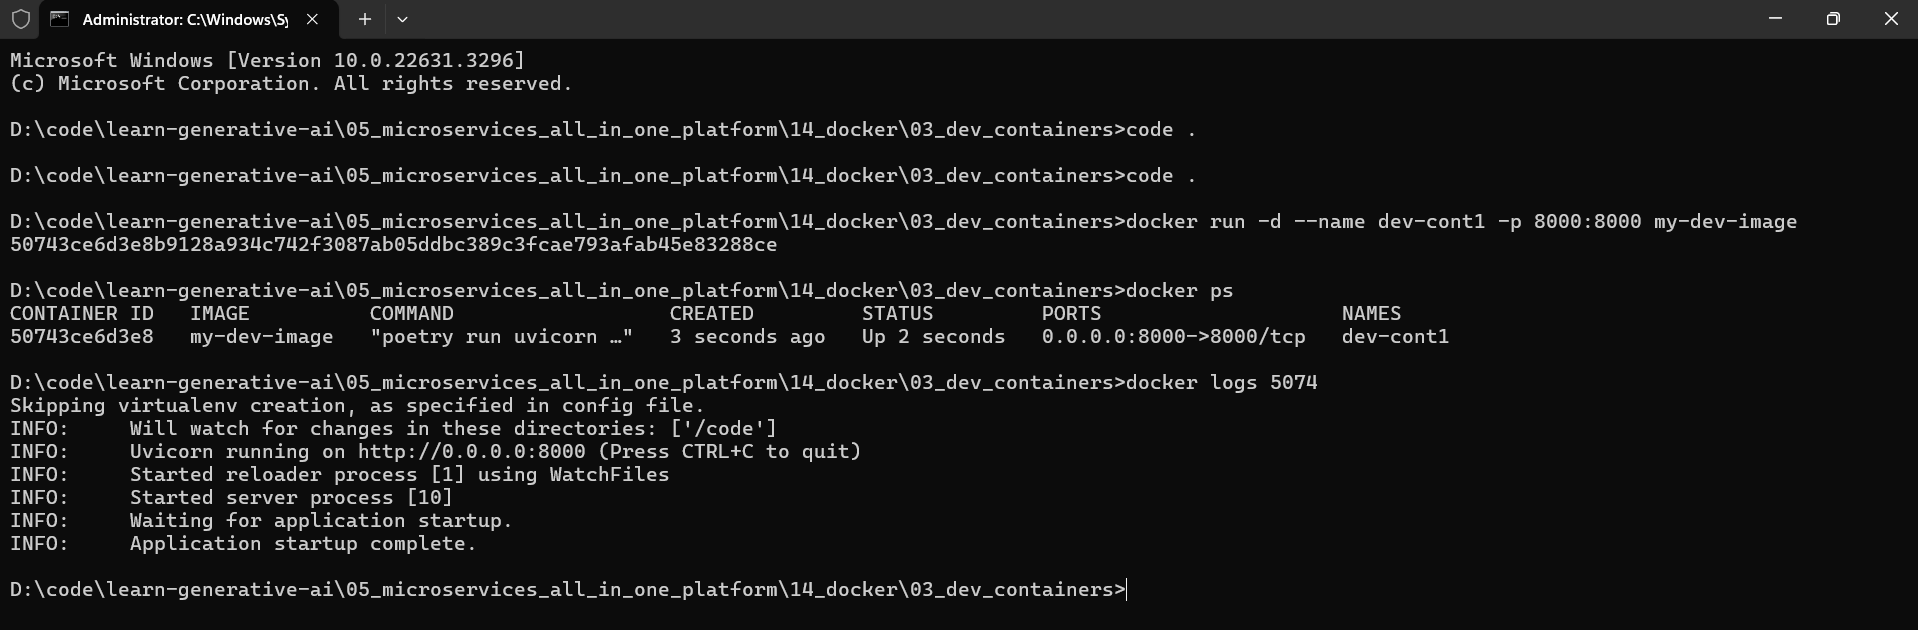 Administrator: C:\Windows\Sy
Microsoft Windows [Version 10.0.22631.3296]
(c) Microsoft Corporation. All rights reserved.
D:\code\learn-generative-ai\05_microservices_all_in_one_platform\14_docker\03_dev_containers>code .
D:\code\learn-generative-ai\05_microservices_all_in_one_platform\14_docker\03_dev_containers>code .
D:\code\learn-generative-ai\05_microservices_all_in_one_platform\14_docker\03_dev_containers>docker run -d --name dev-cont1 -p 8000:8000 my-dev-image
50743ce6d3e8b9128a934c742f3087ab05ddbc389c3fcae793afab45e83288ce
D:\code\learn-generative-ai\05_microservices_all_in_one_platform\14_docker\03_dev_containers>docker ps
CONTAINER ID   IMAGE          COMMAND                  CREATED         STATUS         PORTS                    NAMES
50743ce6d3e8   my-dev-image   "poetry run uvicorn …"   3 seconds ago   Up 2 seconds   0.0.0.0:8000->8000/tcp   dev-cont1
D:\code\learn-generative-ai\05_microservices_all_in_one_platform\14_docker\03_dev_containers>docker logs 5074
Skipping virtualenv creation, as specified in config file.
INFO:     Will watch for changes in these directories: ['/code']
INFO:     Uvicorn running on http://0.0.0.0:8000 (Press CTRL+C to quit)
INFO:     Started reloader process [1] using WatchFiles
INFO:     Started server process [10]
INFO:     Waiting for application startup.
INFO:     Application startup complete.
D:\code\learn-generative-ai\05_microservices_all_in_one_platform\14_docker\03_dev_containers>